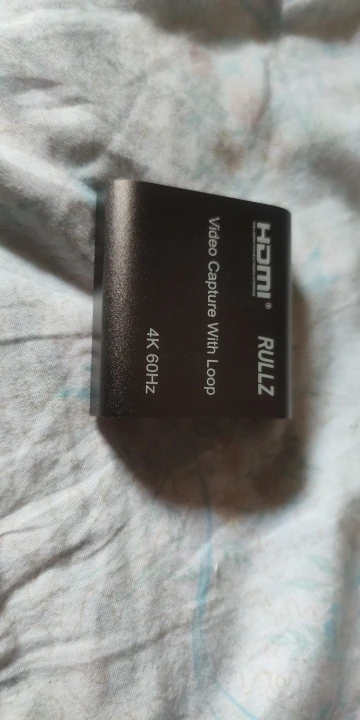 HDMI® RULLZ
Video Capture With Loop
4K 60Hz